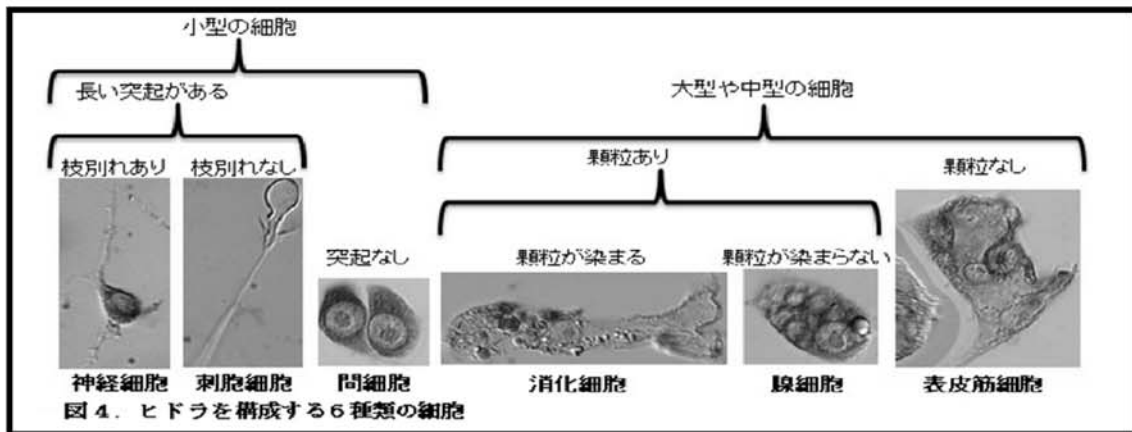 小型の細胞
長い突起がある
大型や中型の細胞
枝別れあり
枝別れなし
顆粒あり
顆粒なし
突起なし
顆粒が染まる
顆粒が染まらない
神経細胞
刺胞細胞
間細胞
消化細胞
腺細胞
表皮筋細胞
図4．ヒドラを構成する6種類の細胞